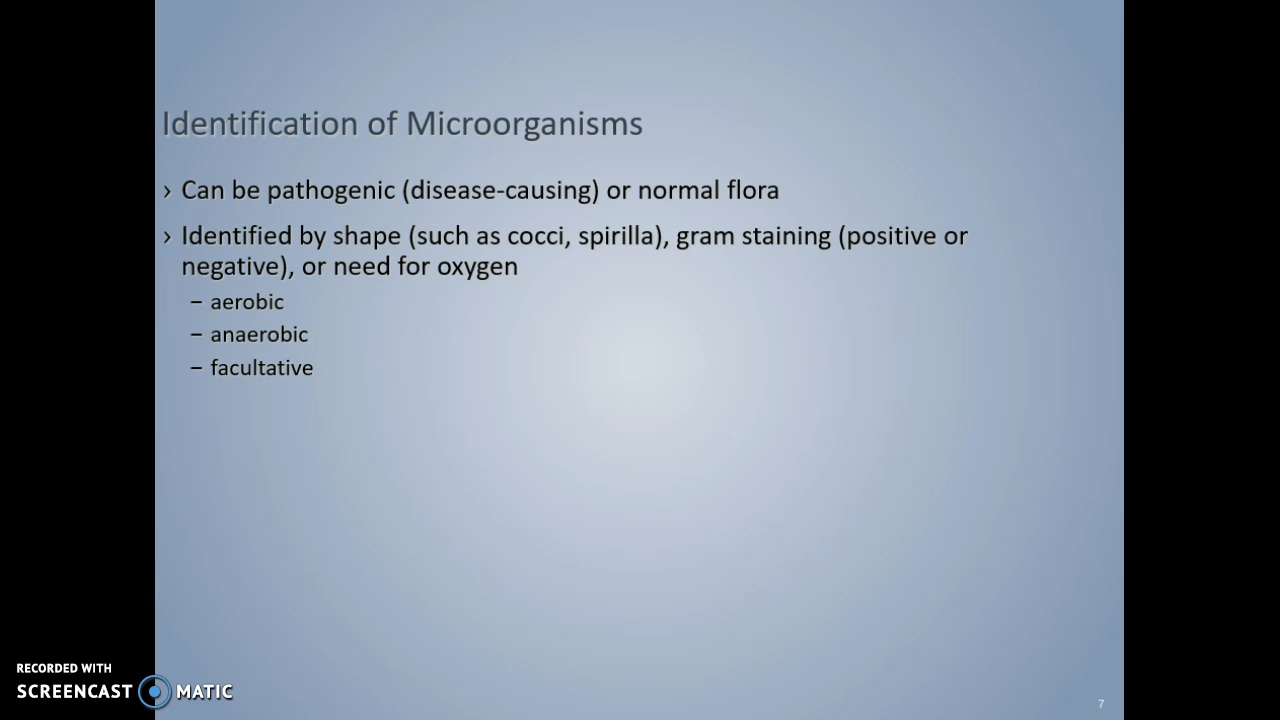 Identification of Microorganisms
› Can be pathogenic (disease-causing) or normal flora
› Identified by shape (such as cocci, spirilla), gram staining (positive or
negative), or need for oxygen
– aerobic
– anaerobic
– facultative
RECORDED WITH
SCREENCAST MATIC
7